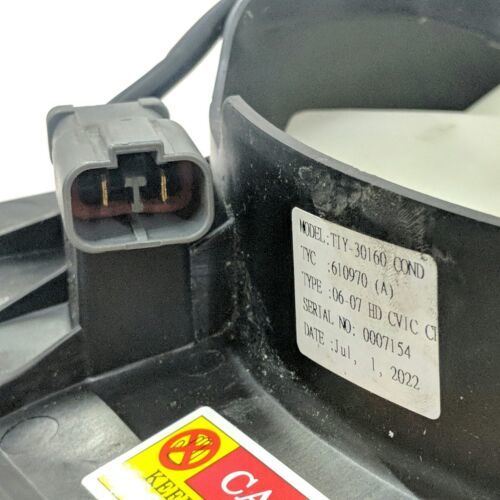 MODEL:TIY-30160 COND
TYC :610970 (A)
TYPE :06-07 HD CVIC CI
SERIAL NO: 0007154
DATE :Jul, 1, 2022
CA
KEE